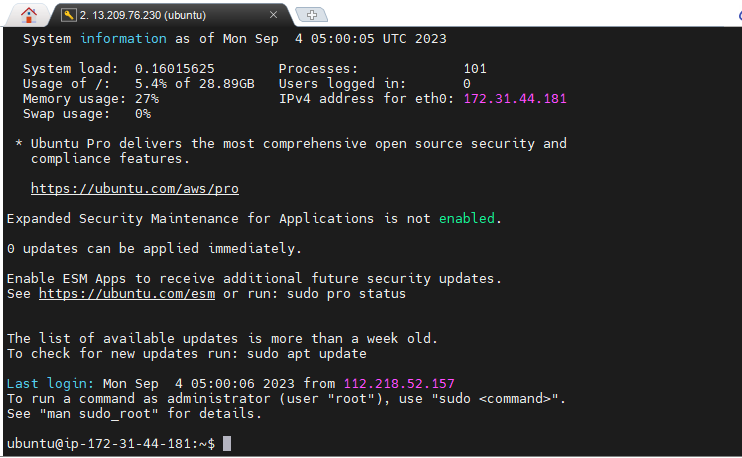 2. 13.209.76.230 (ubuntu)
System information as of Mon Sep  4 05:00:05 UTC 2023
System load:  0.16015625        Processes:             101
Usage of /:   5.4% of 28.89GB   Users logged in:       0
Memory usage: 27%               IPv4 address for eth0: 172.31.44.181
Swap usage:   0%
* Ubuntu Pro delivers the most comprehensive open source security and
compliance features.
https://ubuntu.com/aws/pro
Expanded Security Maintenance for Applications is not enabled.
0 updates can be applied immediately.
Enable ESM Apps to receive additional future security updates.
See https://ubuntu.com/esm or run: sudo pro status
The list of available updates is more than a week old.
To check for new updates run: sudo apt update
Last login: Mon Sep  4 05:00:06 2023 from 112.218.52.157
To run a command as administrator (user "root"), use "sudo <command>".
See "man sudo_root" for details.
ubuntu@ip-172-31-44-181:~$